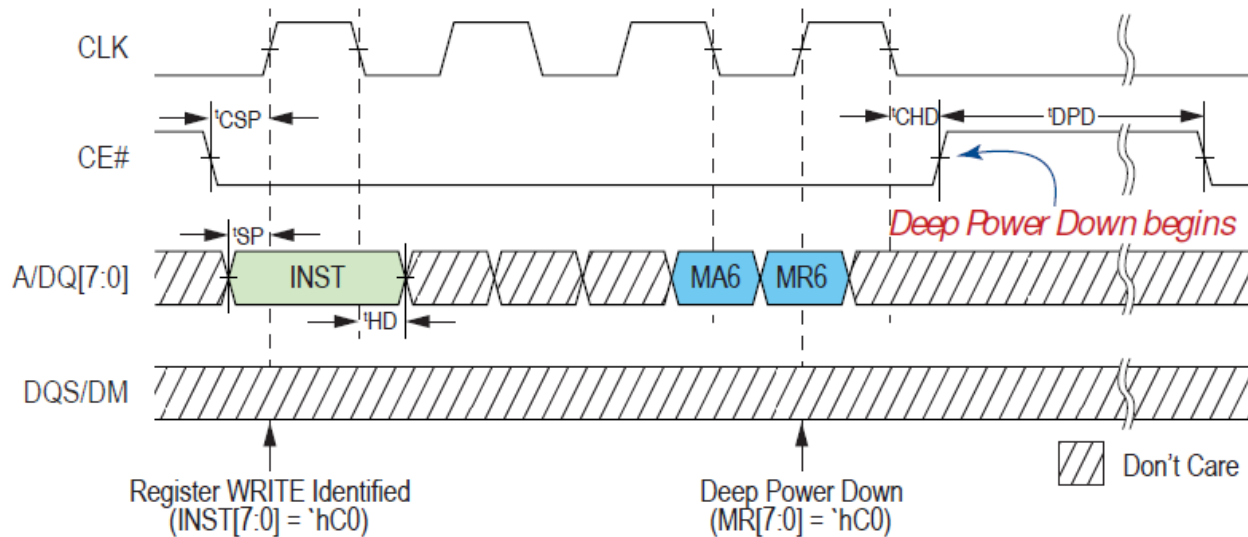 CLK
tCSP
tCHD
tDPD
CE#
Deep Power Down begins
tSP
A/DQ[7:0]
INST
MA6
MR6
tHD
DQS/DM
Don't Care
Register WRITE Identified
(INST[7:0] = `hC0)
Deep Power Down
(MR[7:0] = `hC0)